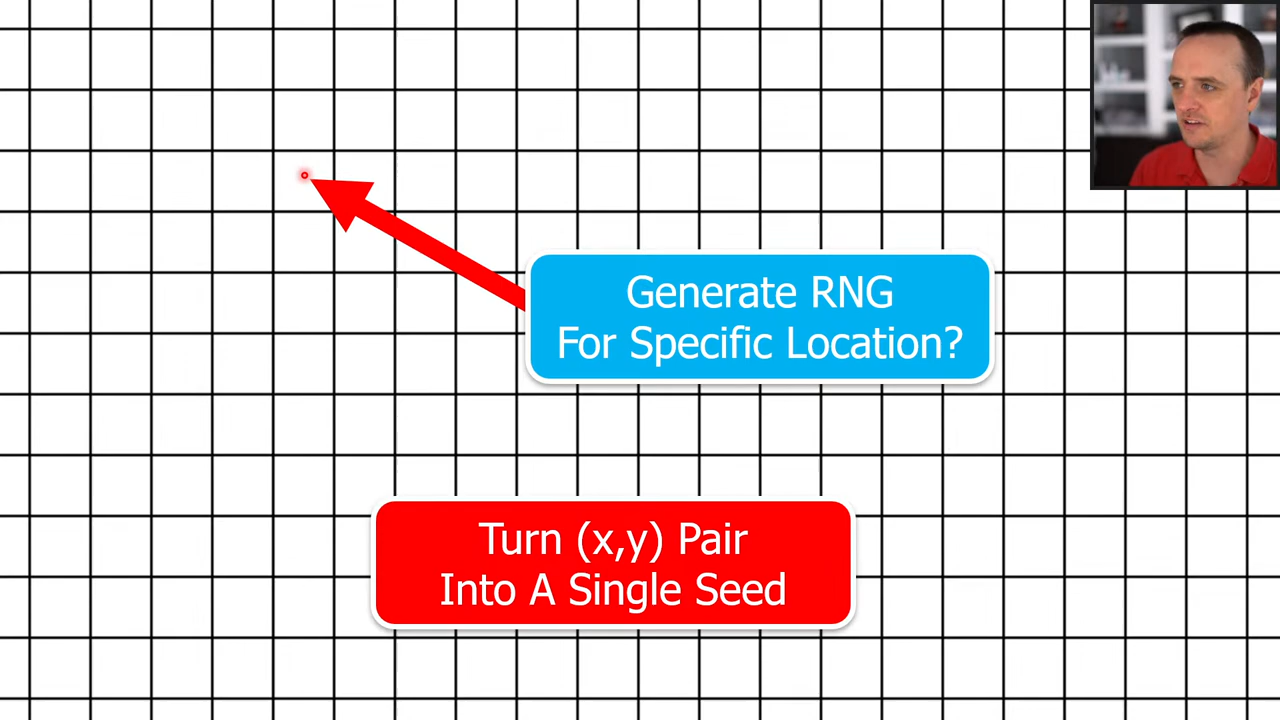 Generate RNG
For Specific Location?
Turn (x,y) Pair
Into A Single Seed